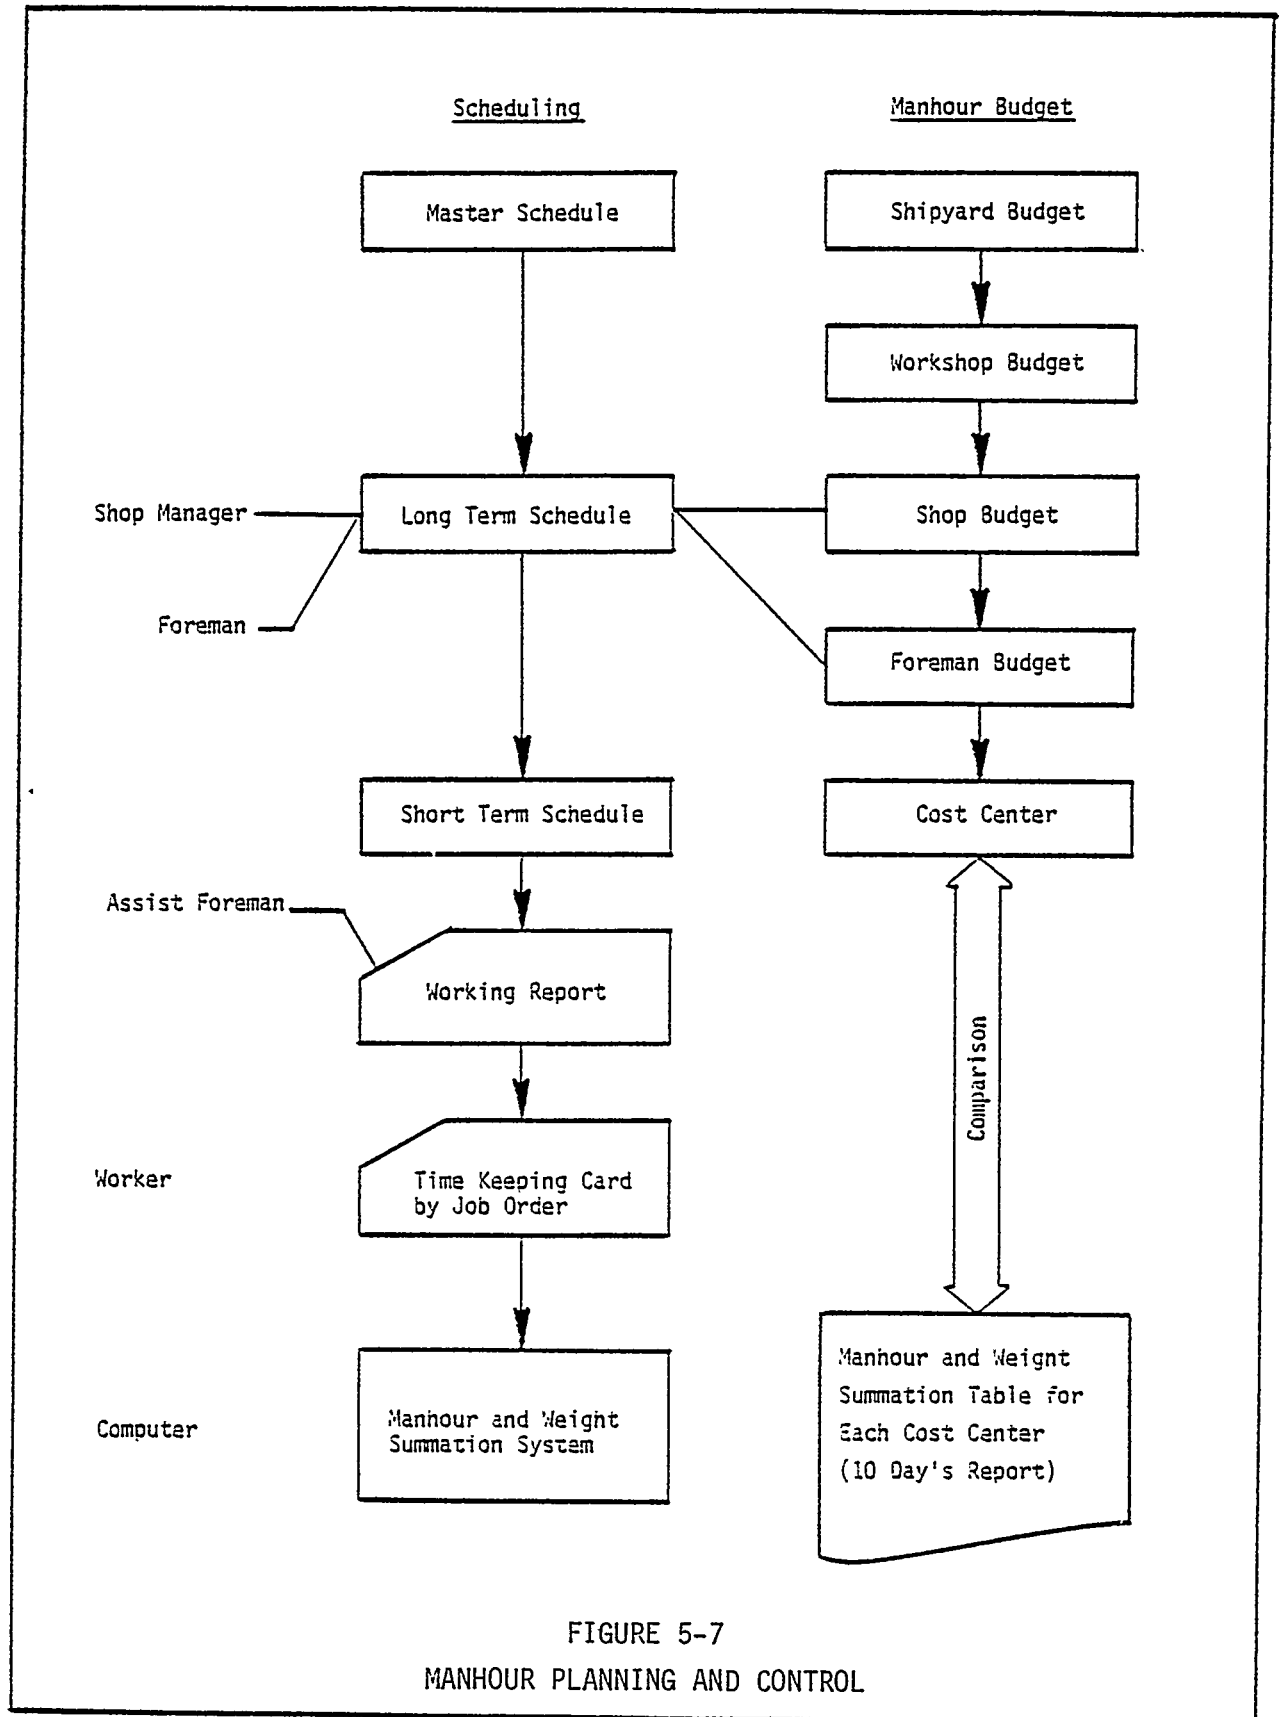 Scheduling
Manhour Budget
Master Schedule
Shipyard Budget
Workshop Budget
Shop Manager
Long Term Schedule
Shop Budget
Foreman
Foreman Budget
Short Term Schedule
Cost Center
Assist Foreman
Working Report
Comparison
Worker
Time Keeping Card
by Job Order
Computer
Manhour and Weight
Summation System
Manhour and Weight
Summation Table for
Each Cost Center
(10 Day's Report)
FIGURE 5-7
MANHOUR PLANNING AND CONTROL